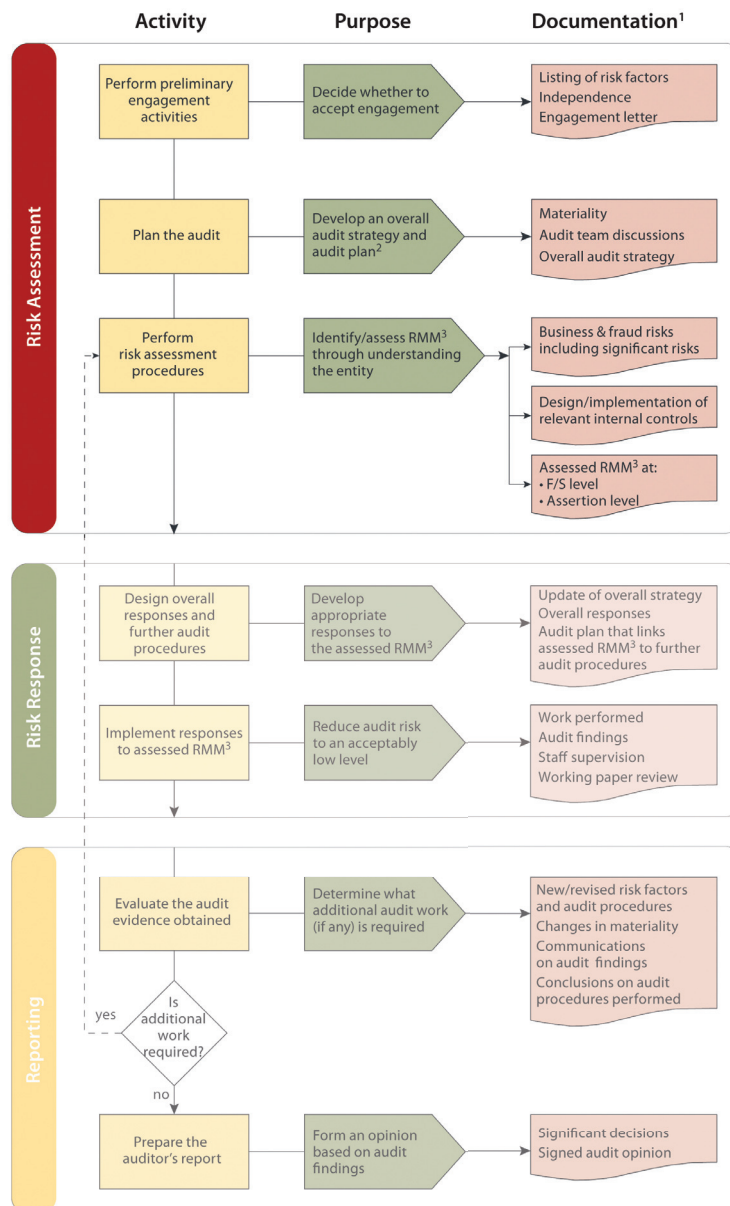 Activity
Purpose
Documentation¹
Risk Assessment
Perform preliminary
engagement
activities
Decide whether to
accept engagement
Listing of risk factors
Independence
Engagement letter
Plan the audit
Develop an overall
audit strategy and
audit plan²
Materiality
Audit team discussions
Overall audit strategy
Perform
risk assessment
procedures
Identify/assess RMM³
through understanding
the entity
Business & fraud risks
including significant risks
Design/implementation of
relevant internal controls
Assessed RMM³ at:
• F/S level
• Assertion level
Risk Response
Design overall
responses and
further audit
procedures
Develop
appropriate
responses to
the assessed RMM³
Update of overall strategy
Overall responses
Audit plan that links
assessed RMM³ to further
audit procedures
Implement responses
to assessed RMM³
Reduce audit risk
to an acceptably
low level
Work performed
Audit findings
Staff supervision
Working paper review
Reporting
Evaluate the audit
evidence obtained
Determine what
additional audit work
(if any) is required
New/revised risk factors
and audit procedures
Changes in materiality
Communications
on audit findings
Conclusions on audit
procedures performed
yes
Is
additional
work
required?
no
Prepare the
auditor's report
Form an opinion
based on audit
findings
Significant decisions
Signed audit opinion